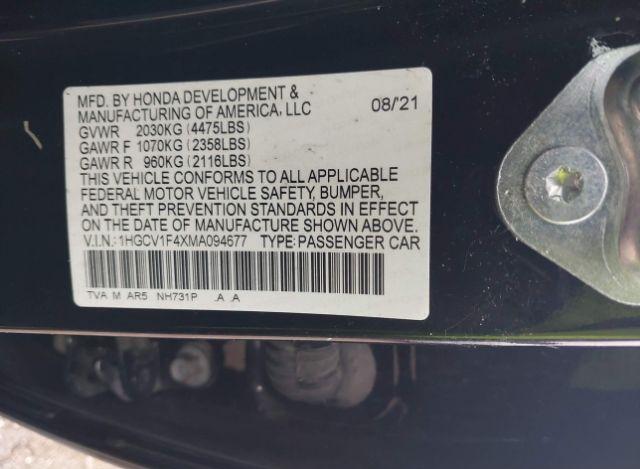 MFD. BY HONDA DEVELOPMENT &
MANUFACTURING OF AMERICA, LLC 08/21
GVWR 2030KG (4475LBS)
GAWR F 1070KG (2358LBS)
GAWR R 960KG (2116LBS)
THIS VEHICLE CONFORMS TO ALL APPLICABLE
FEDERAL MOTOR VEHICLE SAFETY, BUMPER,
AND THEFT PREVENTION STANDARDS IN EFFECT
ON THE DATE OF MANUFACTURE SHOWN ABOVE.
V.I.N.: 1HGCV1F4XMA094677 TYPE: PASSENGER CAR
TVA M AR5 NH731P .A A